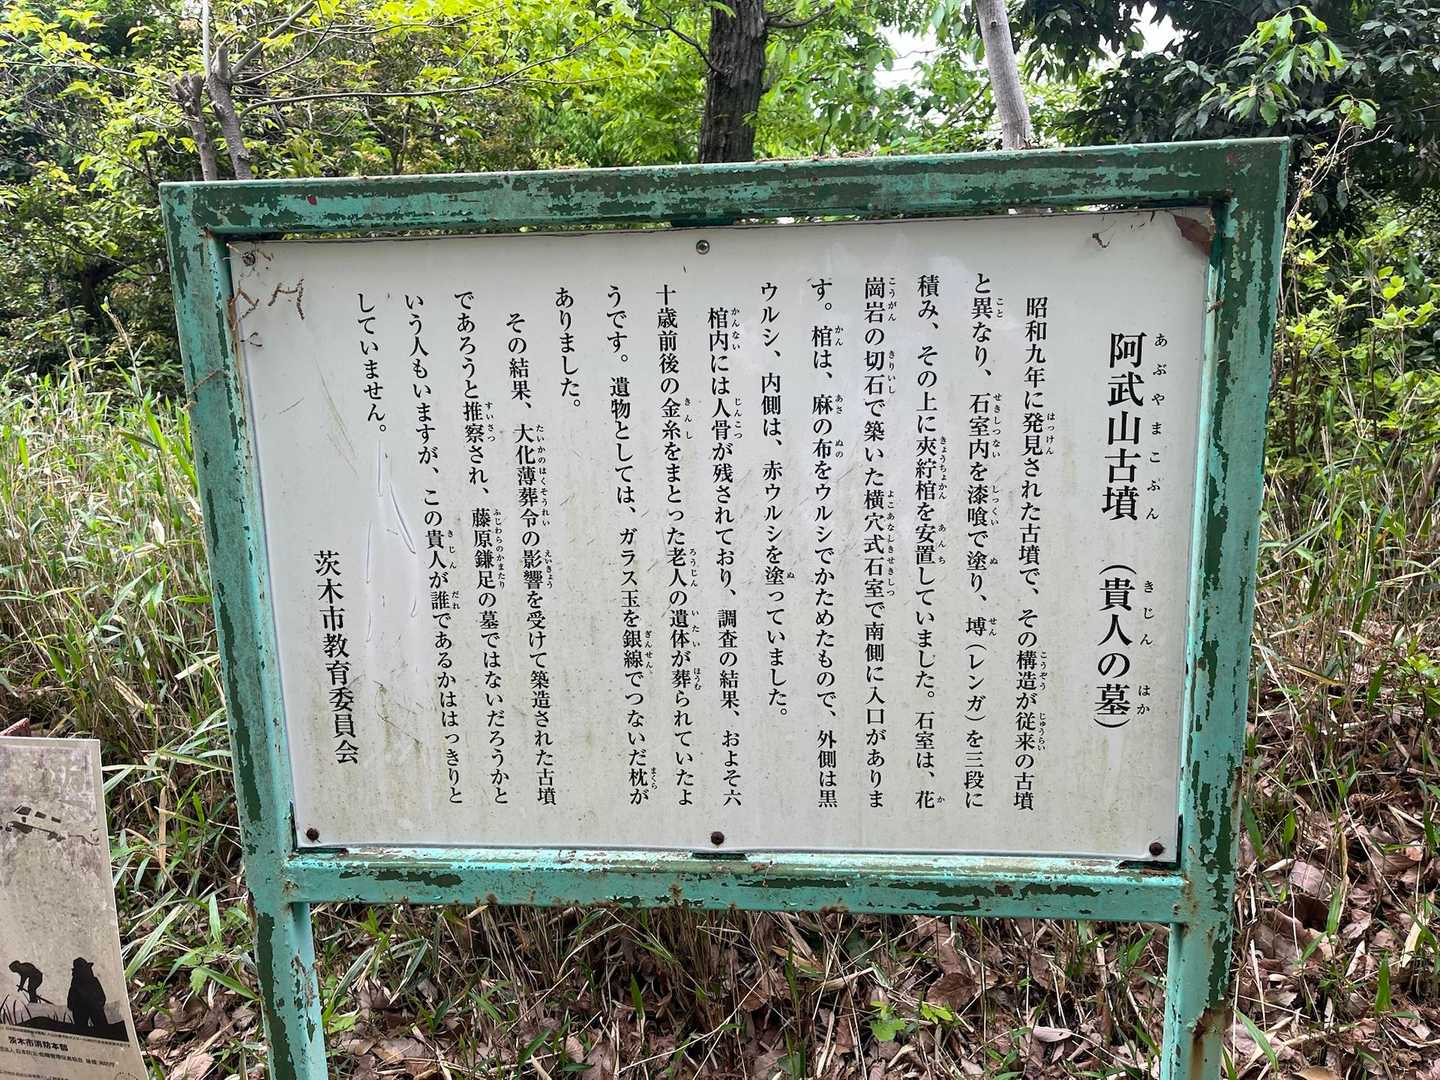 阿武山古墳（貴人の墓）
昭和九年に発見された古墳で、その構造が従来の古墳
と異なり、石室内を漆喰で塗り、塼（レンガ）を三段に
積み、その上に夾紵棺を安置していました。石室は、花
崗岩の切石で築いた横穴式石室で南側に入口がありま
す。棺は、麻の布をウルシでかためたもので、外側は黒
ウルシ、内側は、赤ウルシを塗っていました。
棺内には人骨が残されており、調査の結果、およそ六
十歳前後の金糸をまとった老人の遺体が葬られていたよ
うです。遺物としては、ガラス玉を銀線でつないだ枕が
ありました。
その結果、大化薄葬令の影響を受けて築造された古墳
であろうと推察され、藤原鎌足の墓ではないだろうかと
いう人もいますが、この貴人が誰であるかははっきりと
していません。
茨木市教育委員会
茨木市消防本部